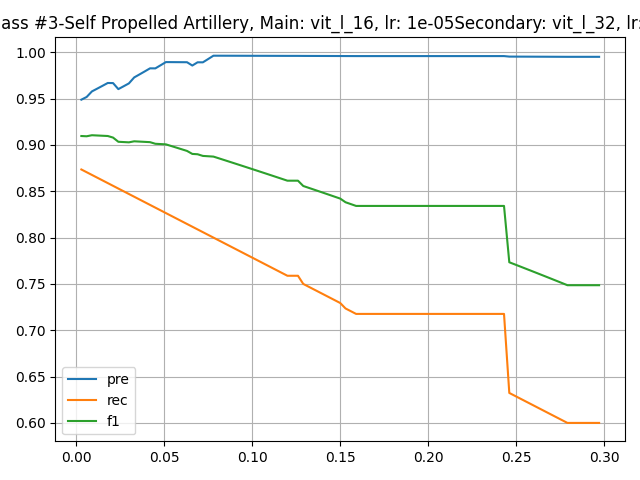 ass #3-Self Propelled Artillery, Main: vit_l_16, lr: 1e-05Secondary: vit_l_32, lr:
1.00
0.95
0.90
0.85
0.80
0.75
0.70
0.65
0.60
pre
rec
f1
0.00 0.05 0.10 0.15 0.20 0.25 0.30